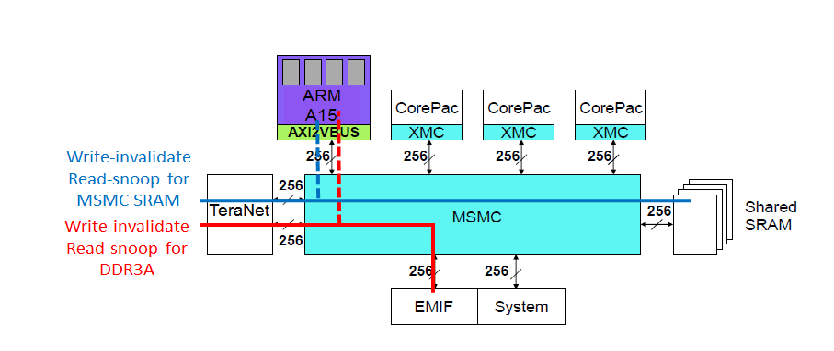 ARM
A15
AXI2VBUS
CorePac
XMC
CorePac
XMC
CorePac
XMC
256
256
256
256
Write-invalidate
Read-snoop for
MSMC SRAM
Write invalidate
Read snoop for
DDR3A
TeraNet
256
256
MSMC
256
Shared
SRAM
256
256
EMIF
System